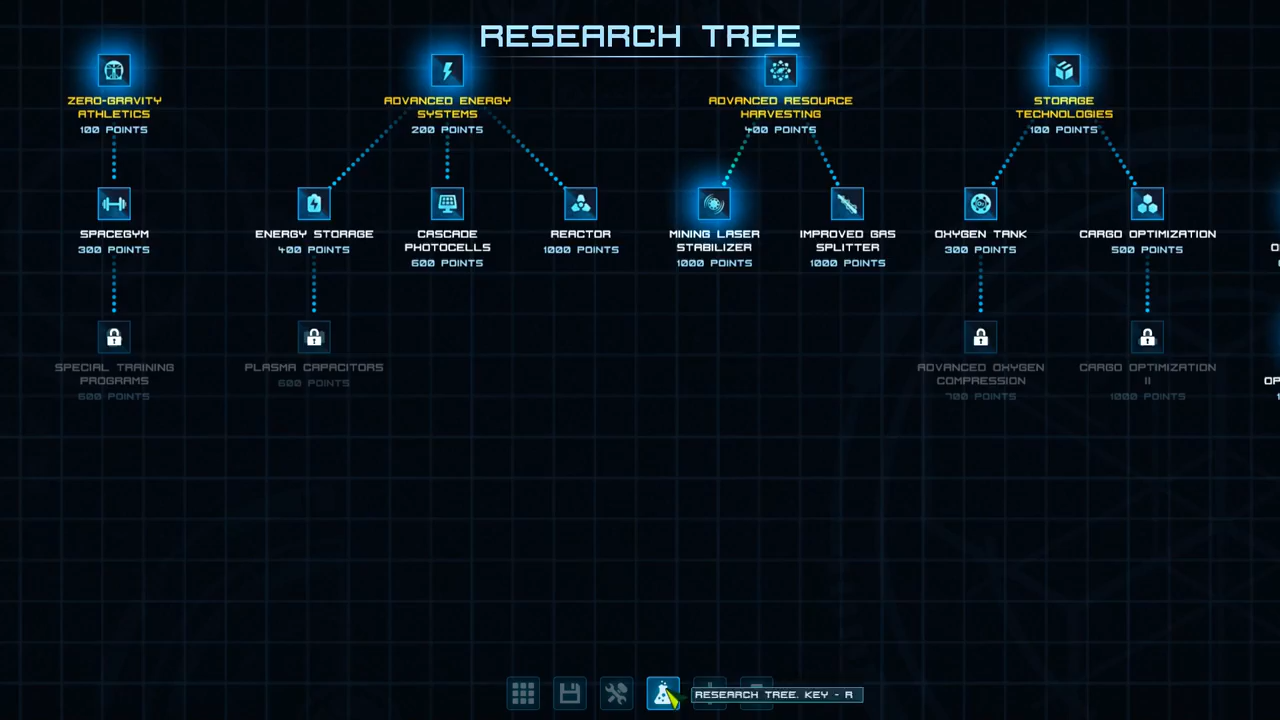 RESEARCH TREE
ZERO-GRAVITY
ATHLETICS
100 POINTS
ADVANCED ENERGY
SYSTEMS
200 POINTS
ADVANCED RESOURCE
HARVESTING
400 POINTS
STORAGE
TECHNOLOGIES
100 POINTS
SPACEGYM
300 POINTS
ENERGY STORAGE
400 POINTS
CASCADE
PHOTOCELLS
600 POINTS
REACTOR
1000 POINTS
MINING LASER
STABILIZER
1000 POINTS
IMPROVED GAS
SPLITTER
1000 POINTS
OXYGEN TANK
300 POINTS
CARGO OPTIMIZATION
500 POINTS
SPECIAL TRAINING
PROGRAMS
600 POINTS
PLASMA CAPACITORS
600 POINTS
ADVANCED OXYGEN
COMPRESSION
700 POINTS
CARGO OPTIMIZATION
II
1000 POINTS
RESEARCH TREE. KEY - R